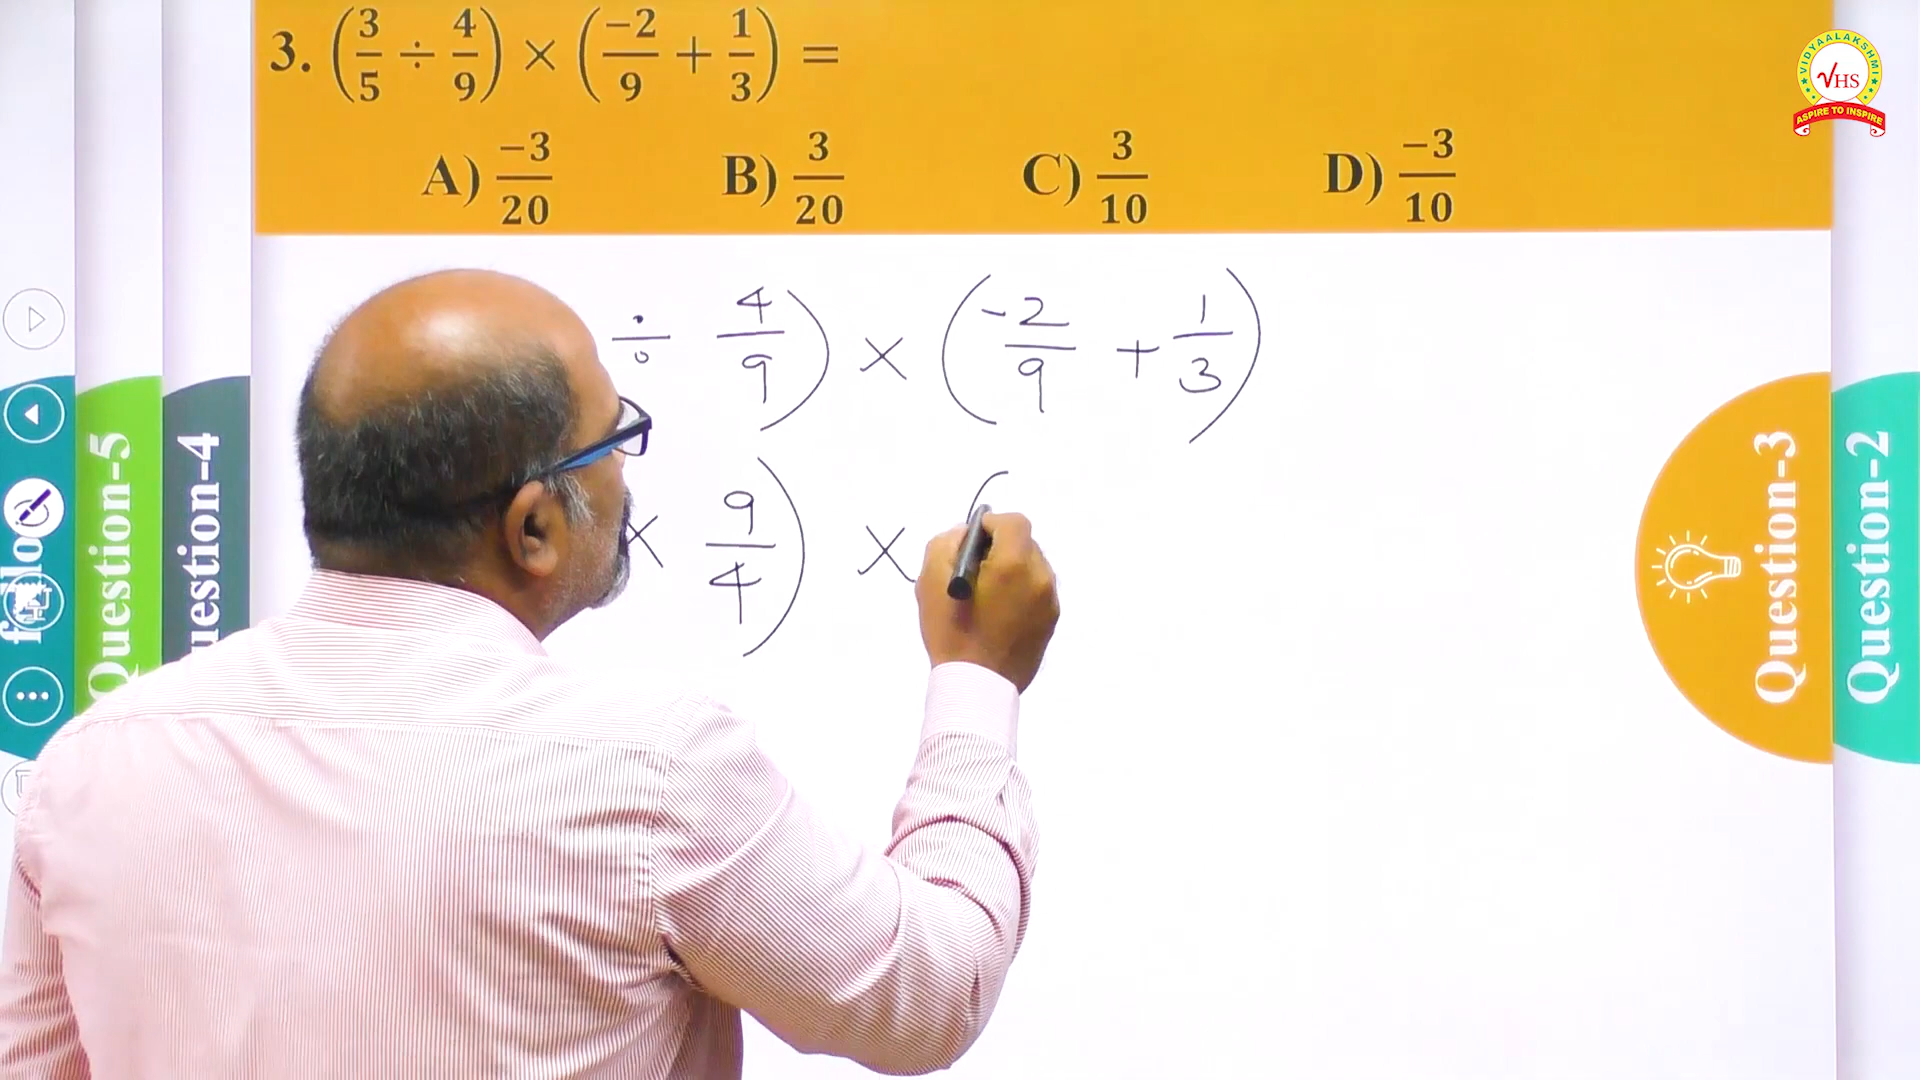 3. (3/5 ÷ 4/9) × (−2/9 + 1/3) =
A) −3/20 B) 3/20 C) 3/10 D) −3/10
÷ 4/9) × (-2/9 + 1/3)
× 9/4) × (
Question-5
uestion-4
Question-3
Question-2
VIDYAALAKSHMI
VHS
ASPIRE TO INSPIRE